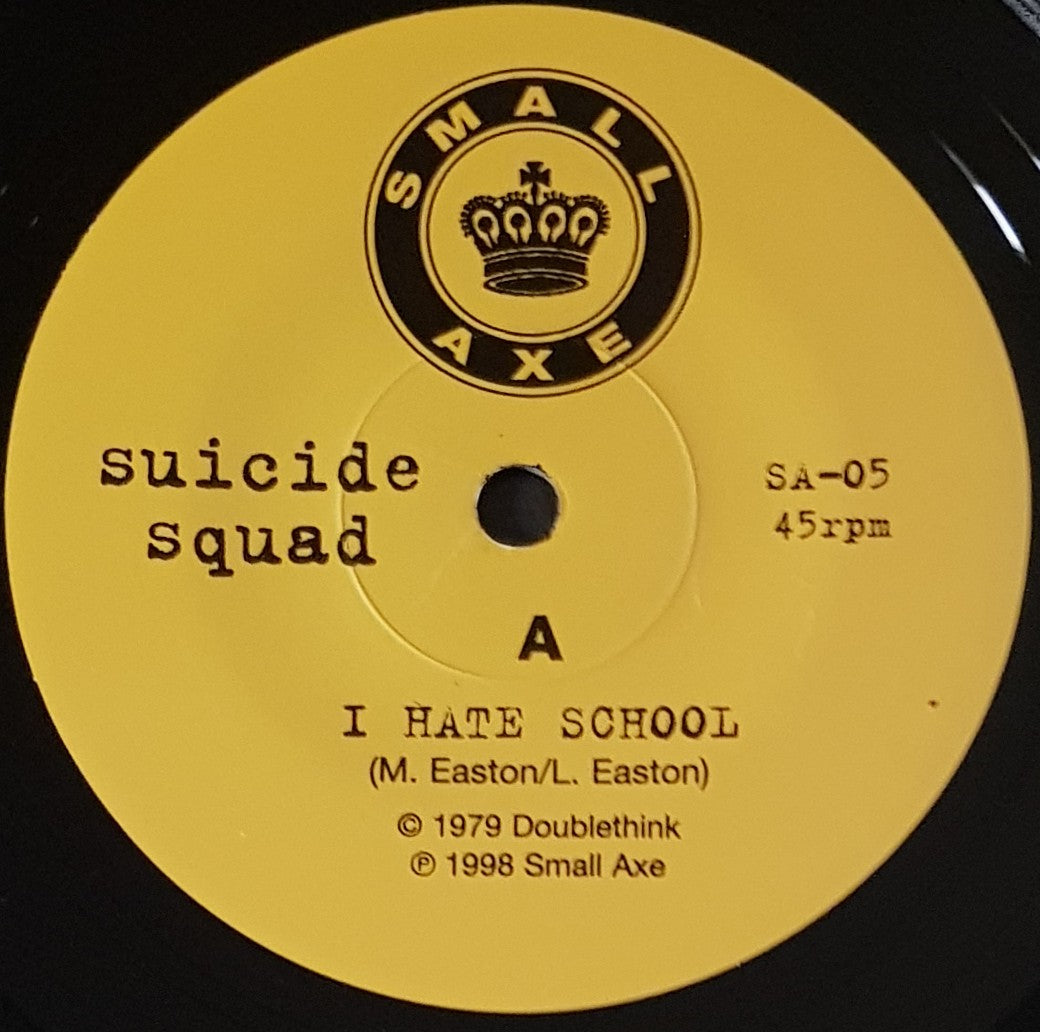 SMALL
AXE
suicide
squad
SA-05
45rpm
A
I HATE SCHOOL
(M. Easton/L. Easton)
© 1979 Doublethink
℗ 1998 Small Axe